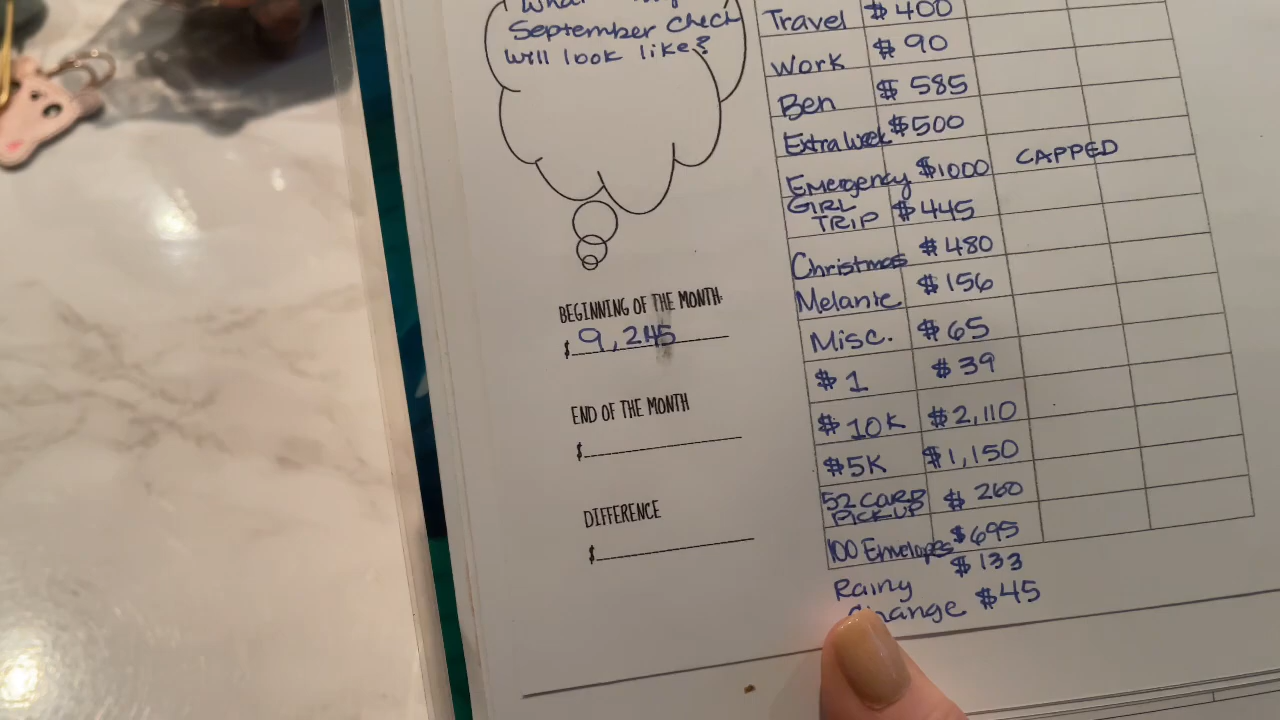 What
September check
will look like?
Travel $400
Work $90
Ben $585
Extra Week $500
Emergency $1000 CAPPED
GIRL
TRIP $445
Christmas $480
Melanie $156
Misc. $65
$1 $39
$10K $2,110
$5K $1,150
52 CARD
PICKUP $260
100 Envelopes $695
Rainy $133
Change $45
BEGINNING OF THE MONTH:
$ 9,245
END OF THE MONTH
$
DIFFERENCE
$